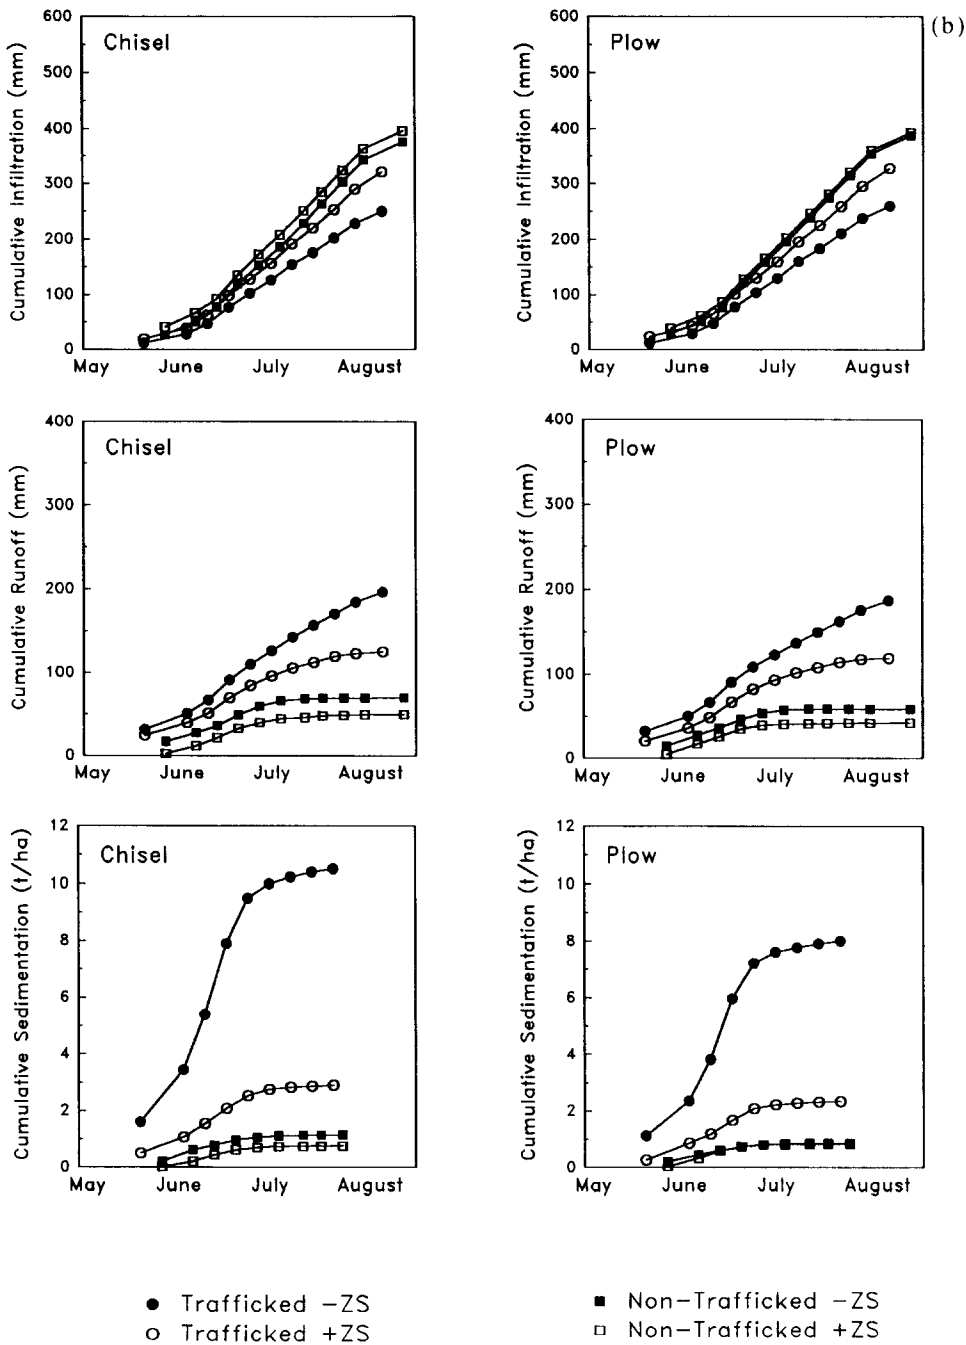 (b)
Chisel
Cumulative Infiltration (mm)
600
500
400
300
200
100
0
May June July August
Plow
Cumulative Infiltration (mm)
600
500
400
300
200
100
0
May June July August
Chisel
Cumulative Runoff (mm)
400
300
200
100
0
May June July August
Plow
Cumulative Runoff (mm)
400
300
200
100
0
May June July August
Chisel
Cumulative Sedimentation (t/ha)
12
10
8
6
4
2
0
May June July August
Plow
Cumulative Sedimentation (t/ha)
12
10
8
6
4
2
0
May June July August
Trafficked -ZS
Trafficked +ZS
Non-Trafficked -ZS
Non-Trafficked +ZS